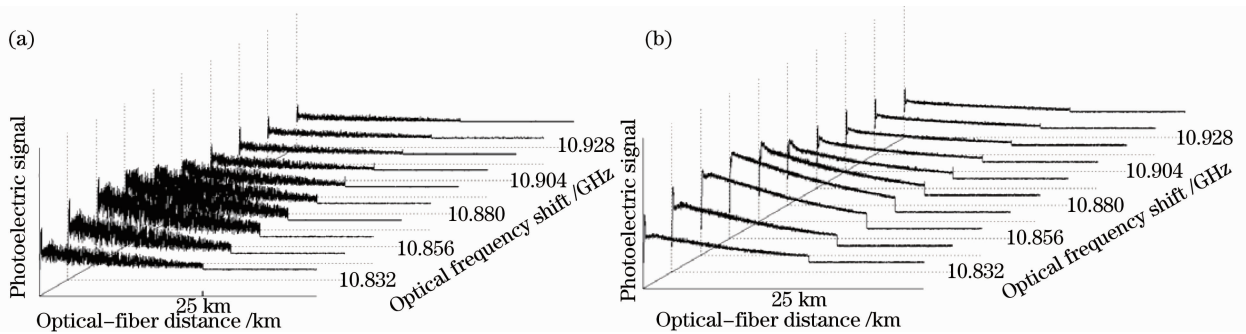 (a)
Photoelectric signal
10.928
10.904
10.880
10.856
10.832
Optical frequency shift /GHz
25 km
Optical-fiber distance /km
(b)
Photoelectric signal
10.928
10.904
10.880
10.856
10.832
Optical frequency shift /GHz
25 km
Optical-fiber distance /km